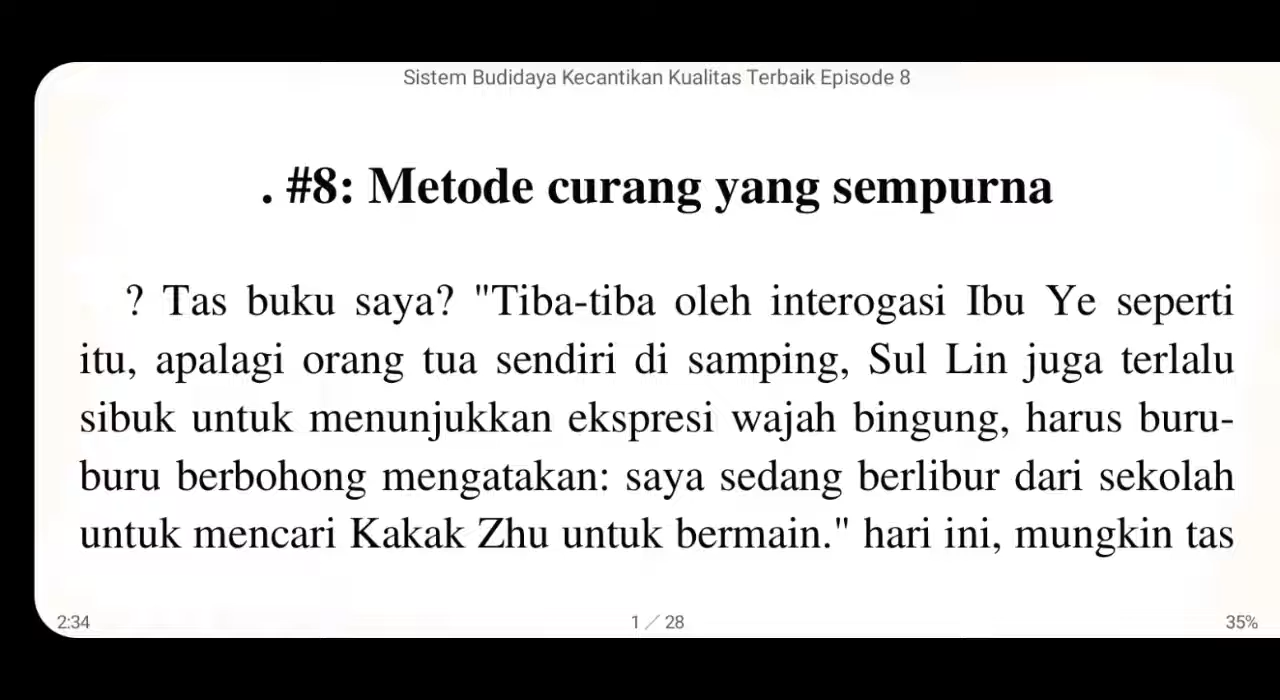 Sistem Budidaya Kecantikan Kualitas Terbaik Episode 8
. #8: Metode curang yang sempurna
? Tas buku saya? "Tiba-tiba oleh interogasi Ibu Ye seperti
itu, apalagi orang tua sendiri di samping, Sul Lin juga terlalu
sibuk untuk menunjukkan ekspresi wajah bingung, harus buru-
buru berbohong mengatakan: saya sedang berlibur dari sekolah
untuk mencari Kakak Zhu untuk bermain." hari ini, mungkin tas
2:34
1 / 28
35%